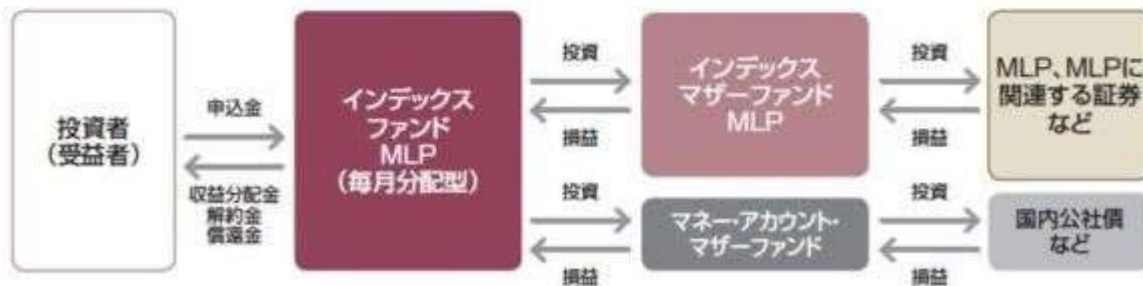 投資者
（受益者）
申込金
収益分配金
解約金
償還金
インデックス
ファンド
MLP
（毎月分配型）
投資
損益
投資
損益
インデックス
マザーファンド
MLP
マネー・アカウント・
マザーファンド
投資
損益
投資
損益
MLP、MLPに
関連する証券
など
国内公社債
など